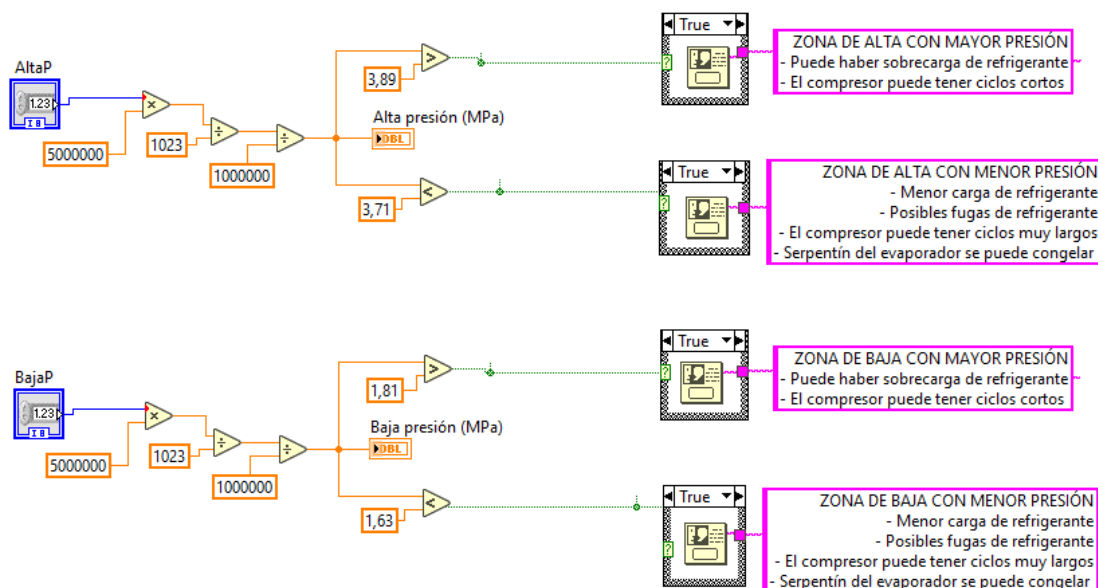 True
ZONA DE ALTA CON MAYOR PRESIÓN
- Puede haber sobrecarga de refrigerante
- El compresor puede tener ciclos cortos
AltaP
1.23
I 8
×
5000000
÷
1023
÷
1000000
>
3,89
Alta presión (MPa)
DBL
<
3,71
?
True
ZONA DE ALTA CON MENOR PRESIÓN
- Menor carga de refrigerante
- Posibles fugas de refrigerante
- El compresor puede tener ciclos muy largos
- Serpentín del evaporador se puede congelar
?
True
ZONA DE BAJA CON MAYOR PRESIÓN
- Puede haber sobrecarga de refrigerante
- El compresor puede tener ciclos cortos
BajaP
1.23
I 8
×
5000000
÷
1023
÷
1000000
>
1,81
Baja presión (MPa)
DBL
<
1,63
?
True
ZONA DE BAJA CON MENOR PRESIÓN
- Menor carga de refrigerante
- Posibles fugas de refrigerante
- El compresor puede tener ciclos muy largos
- Serpentín del evaporador se puede congelar
?